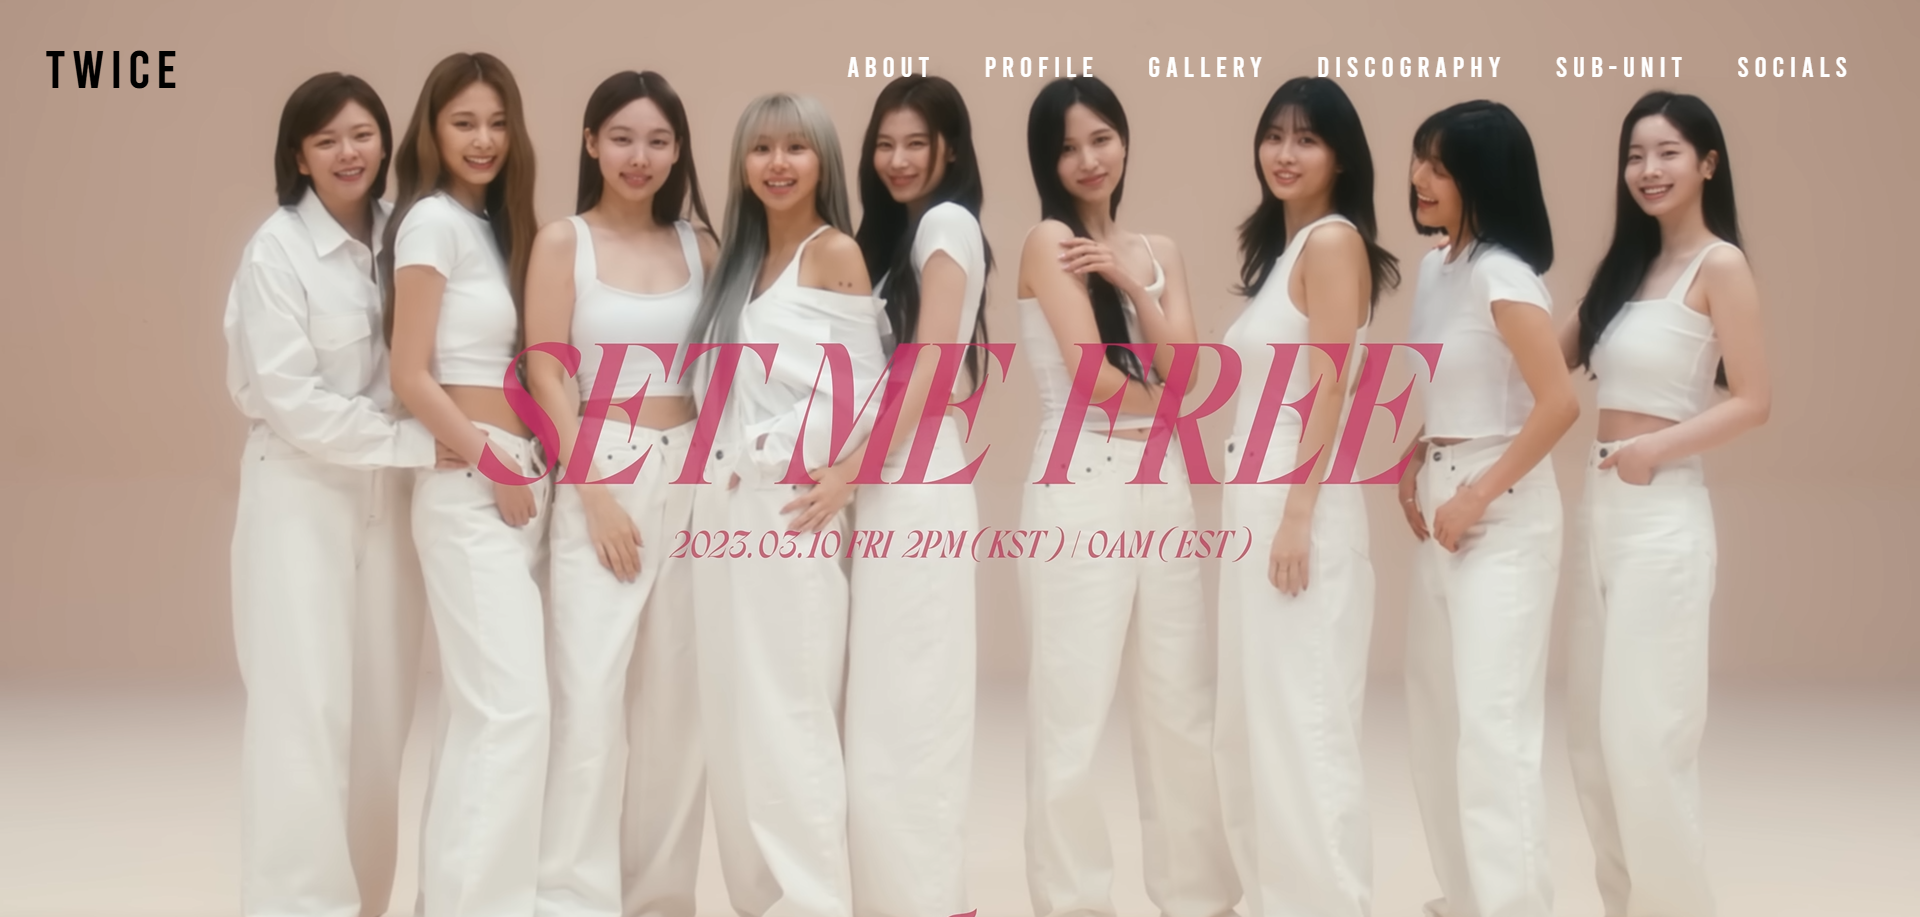 TWICE
ABOUT PROFILE GALLERY DISCOGRAPHY SUB-UNIT SOCIALS
SET ME FREE
2023.03.10 FRI 2PM (KST) / 0AM (EST)